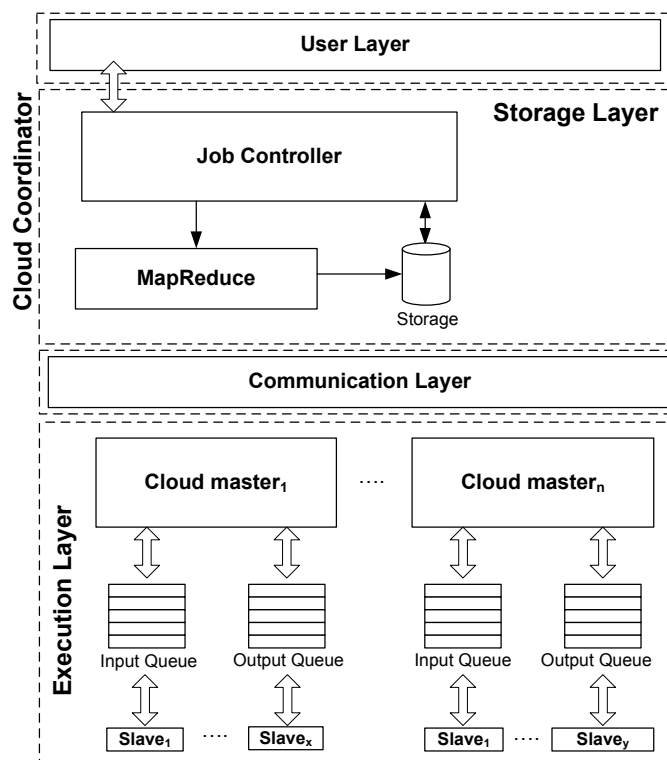 User Layer
Cloud Coordinator
Storage Layer
Job Controller
MapReduce
Storage
Communication Layer
Execution Layer
Cloud master₁
....
Cloud masterₙ
Input Queue
Output Queue
Input Queue
Output Queue
Slave₁
....
Slaveₓ
Slave₁
....
Slaveᵧ